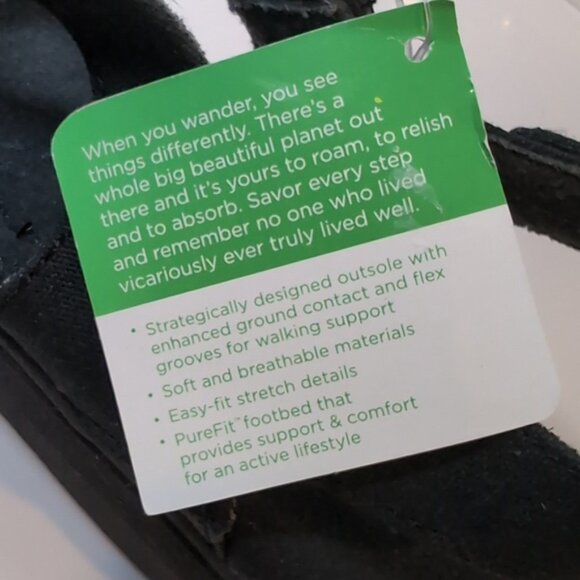 When you wander, you see
things differently. There's a
whole big beautiful planet out
there and it's yours to roam, to relish
and to absorb. Savor every step
and remember no one who lived
vicariously ever truly lived well.
• Strategically designed outsole with
enhanced ground contact and flex
grooves for walking support
• Soft and breathable materials
• Easy-fit stretch details
• PureFit™ footbed that
provides support & comfort
for an active lifestyle